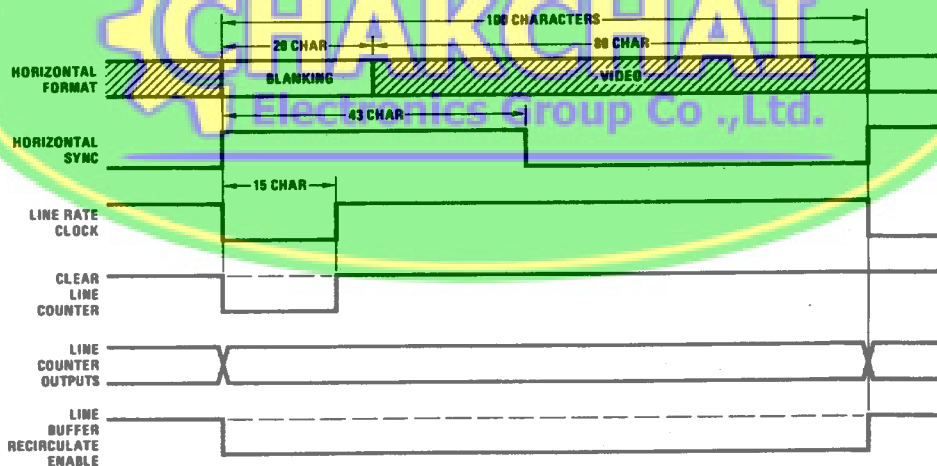 CHAKCHAI
Electronics Group Co .,Ltd.
100 CHARACTERS
20 CHAR
80 CHAR
HORIZONTAL
FORMAT
BLANKING
VIDEO
43 CHAR
HORIZONTAL
SYNC
15 CHAR
LINE RATE
CLOCK
CLEAR
LINE
COUNTER
LINE
COUNTER
OUTPUTS
LINE
BUFFER
RECIRCULATE
ENABLE